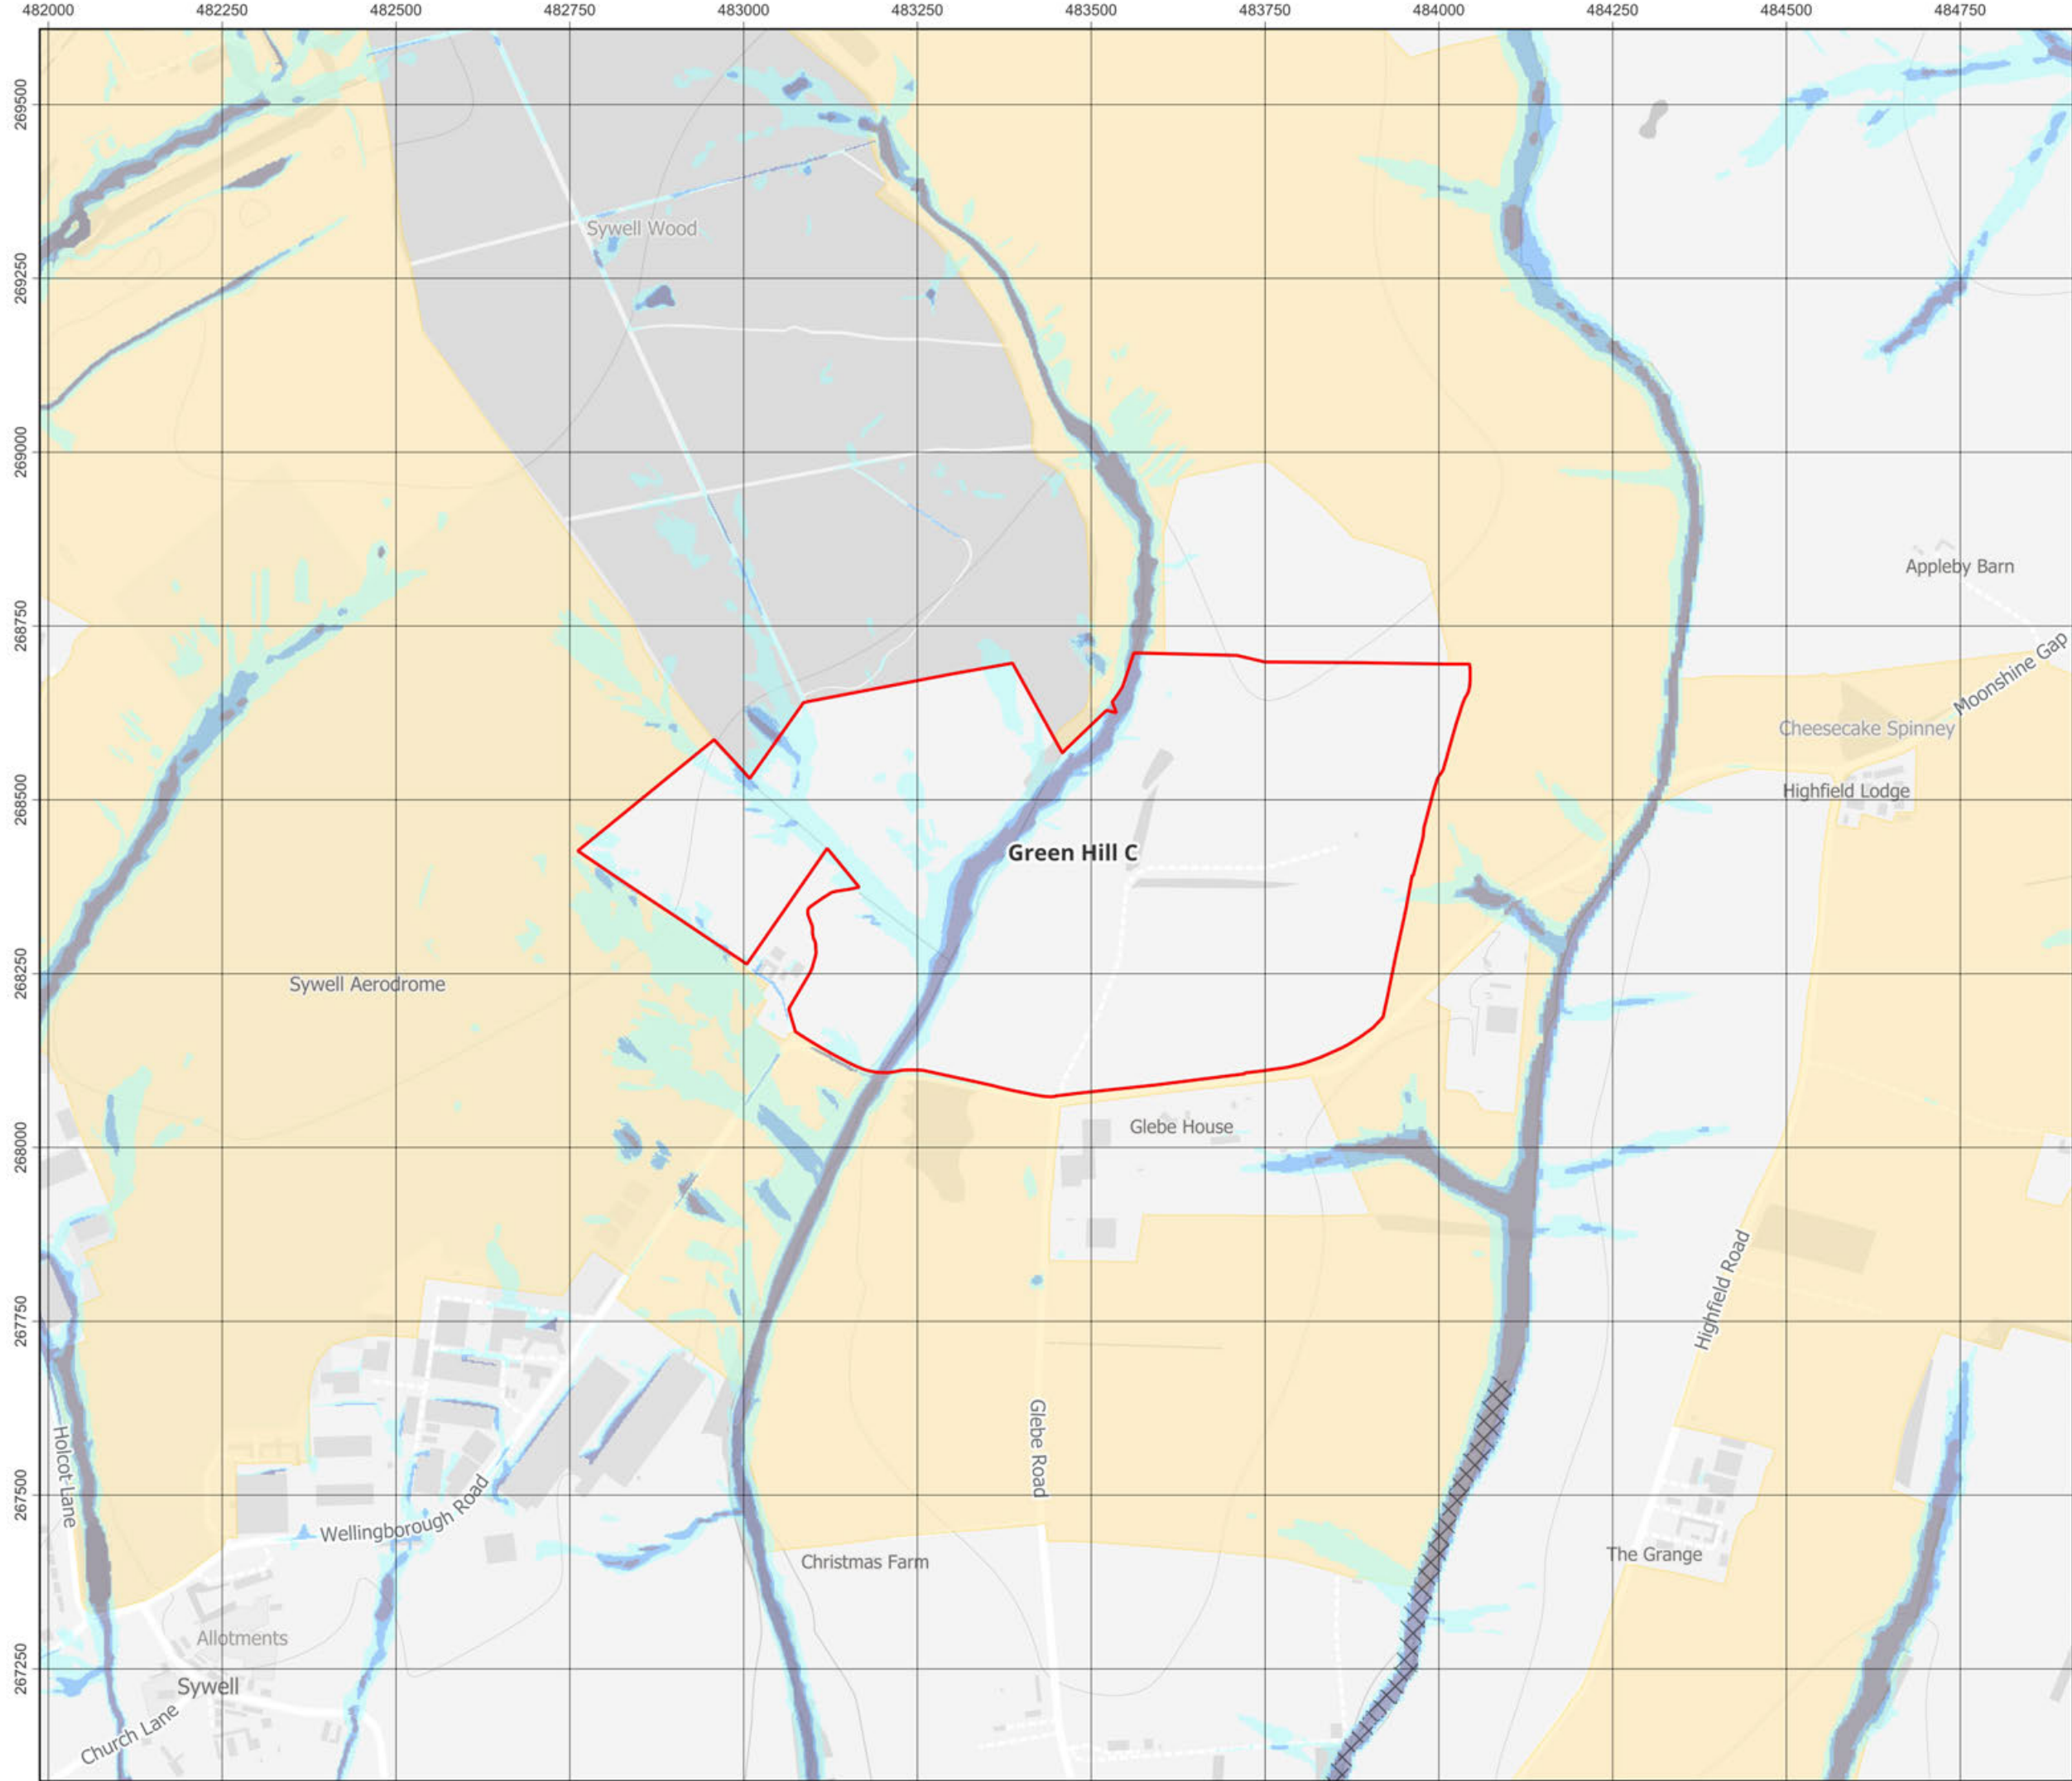 482000 482250 482500 482750 483000 483250 483500 483750 484000 484250 484500 484750
269500
269250
269000
268750
268500
268250
268000
267750
267500
267250
Sywell Wood
Appleby Barn
Moonshine Gap
Cheesecake Spinney
Highfield Lodge
Green Hill C
Sywell Aerodrome
Glebe House
Highfield Road
Glebe Road
Holcot Lane
Wellingborough Road
Christmas Farm
The Grange
Allotments
Sywell
Church Lane